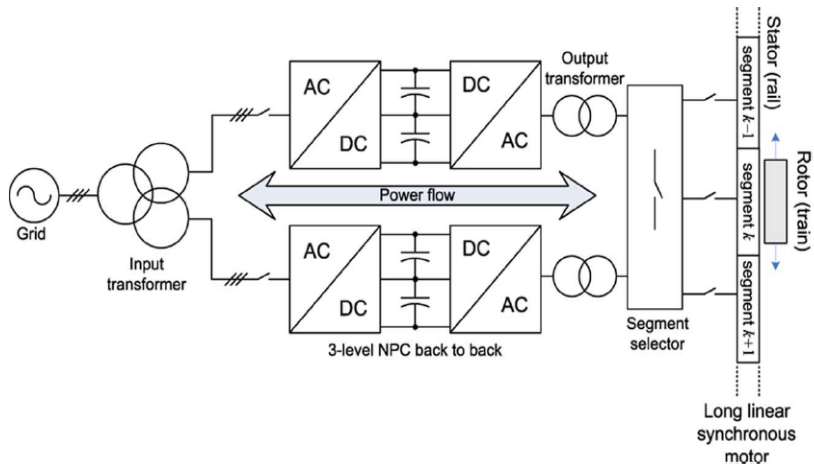 Grid
Input
transformer
AC
DC
DC
AC
Output
transformer
Power flow
AC
DC
DC
AC
3-level NPC back to back
Segment
selector
segment k−1
segment k
segment k+1
Stator (rail)
Rotor (train)
Long linear
synchronous
motor